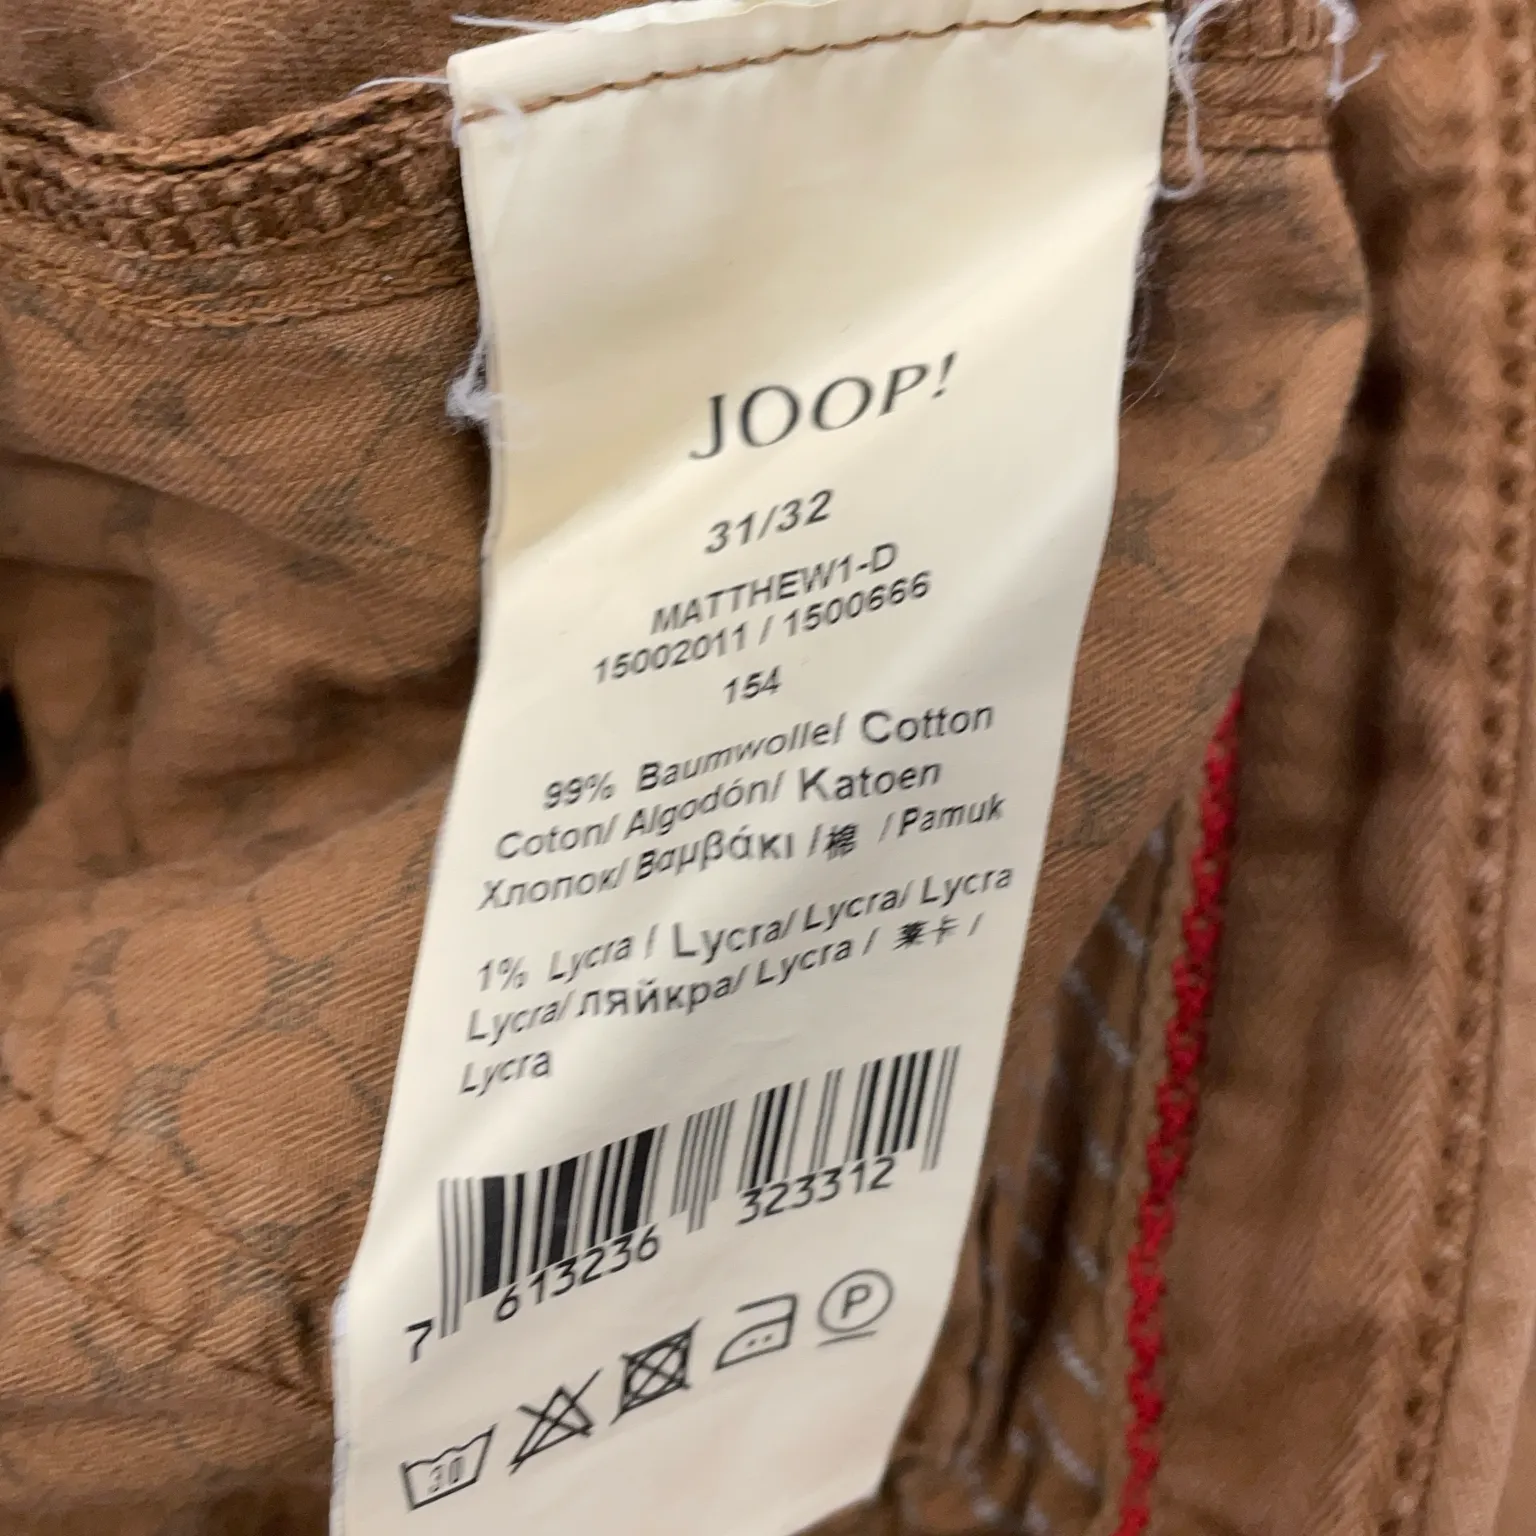 JOOP!
31/32
MATTHEW1-D
15002011 / 1500666
154
99% Baumwolle/ Cotton
Coton/ Algodón/ Katoen
Хлопок/ Βαμβάκι /棉 /Pamuk
1% Lycra / Lycra/ Lycra/ Lycra
Lycra/ЛЯйкра/ Lycra / 莱卡 /
Lycra
7 613236 323312
30
P